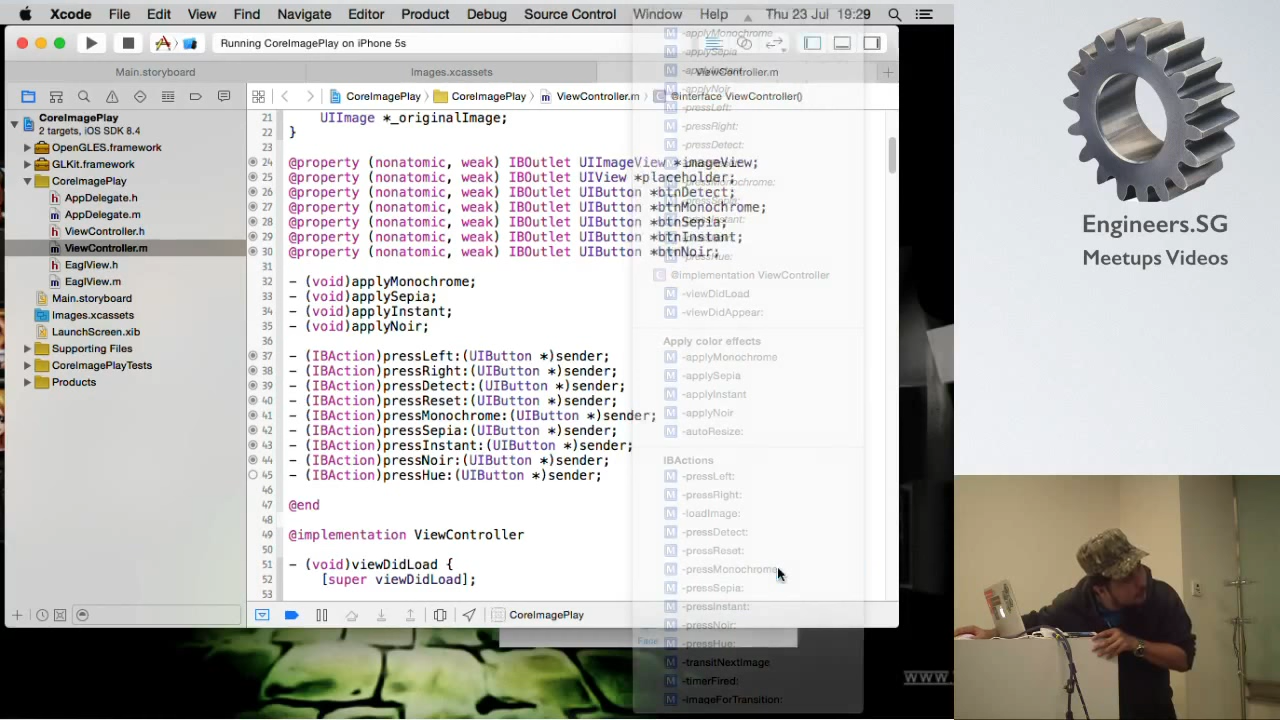 Xcode File Edit View Find Navigate Editor Product Debug Source Control Window Help Thu 23 Jul 19:29
Running CoreImagePlay on iPhone 5s
Main.storyboard
Images.xcassets
ViewController.m
CoreImagePlay
CoreImagePlay
ViewController.m
@interface ViewController()
CoreImagePlay
2 targets, iOS SDK 8.4
OpenGLES.framework
GLKit.framework
CoreImagePlay
AppDelegate.h
AppDelegate.m
ViewController.h
ViewController.m
EaglView.h
EaglView.m
Main.storyboard
Images.xcassets
LaunchScreen.xib
Supporting Files
CoreImagePlayTests
Products
21 UIImage *_originalImage;
22 }
24 @property (nonatomic, weak) IBOutlet UIImageView *imageView;
25 @property (nonatomic, weak) IBOutlet UIView *placeholder;
26 @property (nonatomic, weak) IBOutlet UIButton *btnDetect;
27 @property (nonatomic, weak) IBOutlet UIButton *btnMonochrome;
28 @property (nonatomic, weak) IBOutlet UIButton *btnSepia;
29 @property (nonatomic, weak) IBOutlet UIButton *btnInstant;
30 @property (nonatomic, weak) IBOutlet UIButton *btnNoir;
31
32 - (void)applyMonochrome;
33 - (void)applySepia;
34 - (void)applyInstant;
35 - (void)applyNoir;
36
37 - (IBAction)pressLeft:(UIButton *)sender;
38 - (IBAction)pressRight:(UIButton *)sender;
39 - (IBAction)pressDetect:(UIButton *)sender;
40 - (IBAction)pressReset:(UIButton *)sender;
41 - (IBAction)pressMonochrome:(UIButton *)sender;
42 - (IBAction)pressSepia:(UIButton *)sender;
43 - (IBAction)pressInstant:(UIButton *)sender;
44 - (IBAction)pressNoir:(UIButton *)sender;
45 - (IBAction)pressHue:(UIButton *)sender;
46
47 @end
48
49 @implementation ViewController
50
51 - (void)viewDidLoad {
52 [super viewDidLoad];
CoreImagePlay
M -applyMonochrome
M -applySepia
M -applyNoir
M -pressLeft:
M -pressRight:
M -pressDetect:
M -pressMonochrome:
M -pressHue:
C @implementation ViewController
M -viewDidLoad
M -viewDidAppear:
Apply color effects
M -applyMonochrome
M -applySepia
M -applyInstant
M -applyNoir
M -autoResize:
IBActions
M -pressLeft:
M -pressRight:
M -loadImage:
M -pressDetect:
M -pressReset:
M -pressMonochrome:
M -pressSepia:
M -pressInstant:
M -pressNoir:
M -pressHue:
M -transitNextImage
M -timerFired:
M -imageForTransition:
Face
www.
Engineers.SG
Meetups Videos